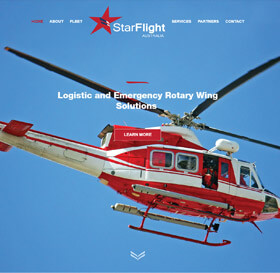 HOME ABOUT FLEET StarFlight SERVICES PARTNERS CONTACT
AUSTRALIA
Logistic and Emergency Rotary Wing
Solutions
LEARN MORE